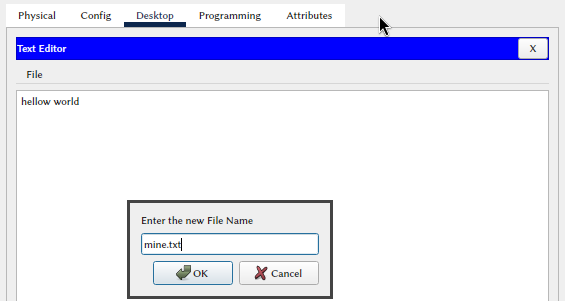 Physical Config Desktop Programming Attributes
Text Editor X
File
hellow world
Enter the new File Name
mine.txt
OK Cancel